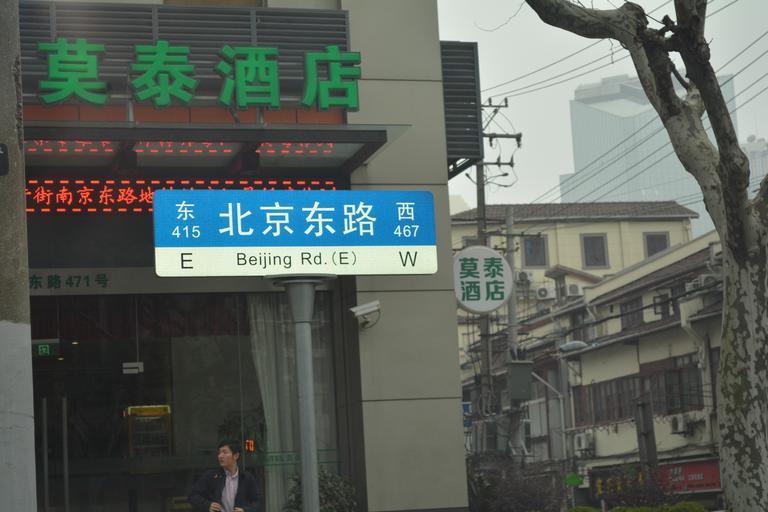 莫泰酒店
街南京东路地
东 北京东路 西
415 467
E Beijing Rd.(E) W
莫泰
酒店
东路471号